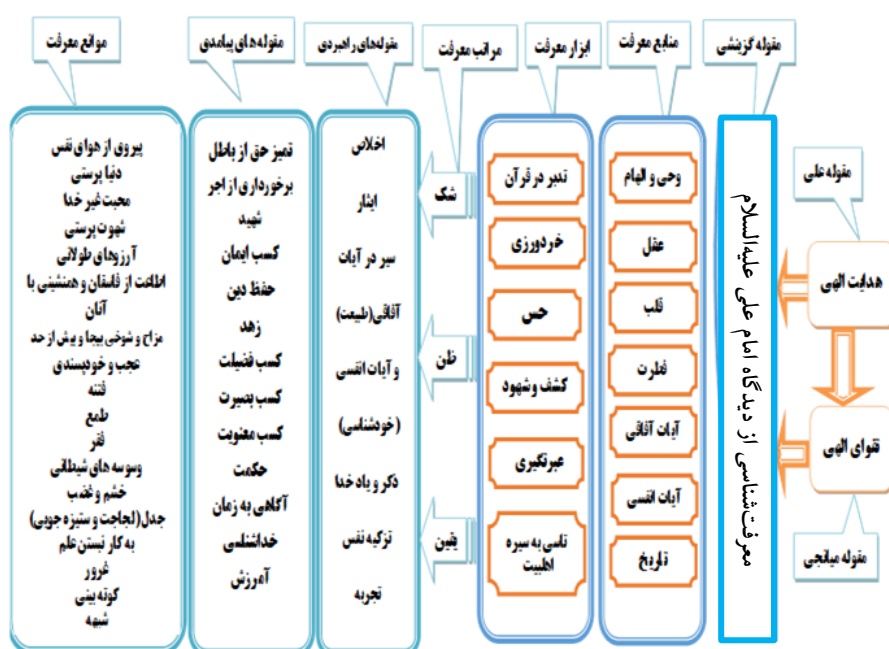 مقوله علی
هدایت الهی
تقوای الهی
مقوله میانجی
مقوله گزینشی
معرفت‌شناسی از دیدگاه امام علی علیه‌السلام
منابع معرفت
وحی و الهام
عقل
قلب
فطرت
آیات آفاقی
آیات انفسی
تاریخ
ابزار معرفت
تدبر در قرآن
خردورزی
حس
کشف و شهود
عبرتگیری
تاسی به سیره
اهلبیت
مراتب معرفت
شک
ظن
یقین
مقوله‌های راهبردی
اخلاص
ایثار
سیر در آیات
آفاقی(طبیعت)
و آیات انفسی
(خودشناسی)
ذکر و یاد خدا
تزکیه نفس
تجربه
مقوله های پیامدی
تمیز حق از باطل
برخورداری از اجر
شهید
کسب ایمان
حفظ دین
زهد
کسب فضیلت
کسب بصیرت
کسب معنویت
حکمت
آگاهی به زمان
خداشناسی
آمرزش
موانع معرفت
پیروی از هوای نفس
دنیا پرستی
محبت غیر خدا
شهوت پرستی
آرزوهای طولانی
اطاعت از فاسقان و همنشینی با
آنان
مزاح و شوخی بیجا و بیش از حد
عجب و خودپسندی
فتنه
طمع
فقر
وسوسه های شیطانی
خشم و غضب
جدل(لجاجت و ستیزه جویی)
به کار نبستن علم
غرور
کوته بینی
شبهه